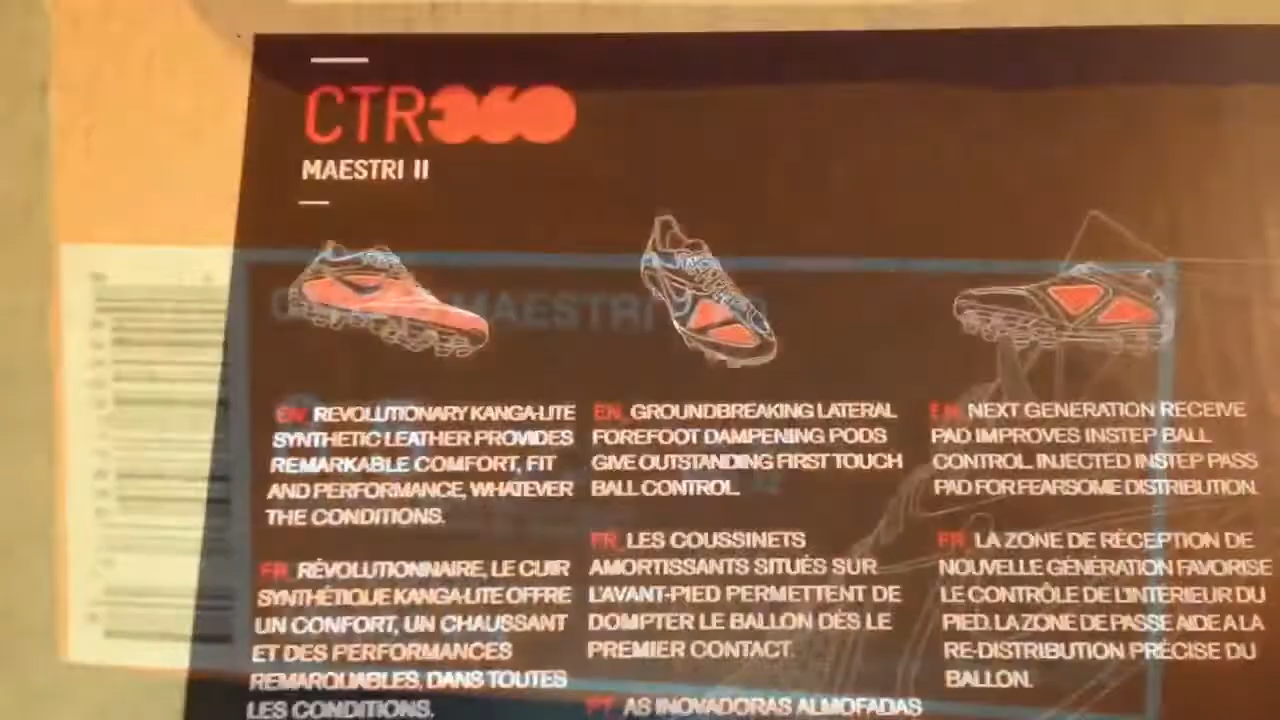 CTR360
MAESTRI II
MAESTRI
EN. REVOLUTIONARY KANGA-LITE
SYNTHETIC LEATHER PROVIDES
REMARKABLE COMFORT, FIT
AND PERFORMANCE, WHATEVER
THE CONDITIONS.
FR. RÉVOLUTIONNAIRE, LE CUIR
SYNTHÉTIQUE KANGA-LITE OFFRE
UN CONFORT, UN CHAUSSANT
ET DES PERFORMANCES
REMARQUABLES, DANS TOUTES
LES CONDITIONS.
EN. GROUNDBREAKING LATERAL
FOREFOOT DAMPENING PODS
GIVE OUTSTANDING FIRST TOUCH
BALL CONTROL.
FR. LES COUSSINETS
AMORTISSANTS SITUÉS SUR
L'AVANT-PIED PERMETTENT DE
DOMPTER LE BALLON DÈS LE
PREMIER CONTACT.
PT. AS INOVADORAS ALMOFADAS
EN. NEXT GENERATION RECEIVE
PAD IMPROVES INSTEP BALL
CONTROL. INJECTED INSTEP PASS
PAD FOR FEARSOME DISTRIBUTION.
FR. LA ZONE DE RÉCEPTION DE
NOUVELLE GÉNÉRATION FAVORISE
LE CONTRÔLE DE L'INTERIEUR DU
PIED. LA ZONE DE PASSE AIDE A LA
RE-DISTRIBUTION PRÉCISE DU
BALLON.